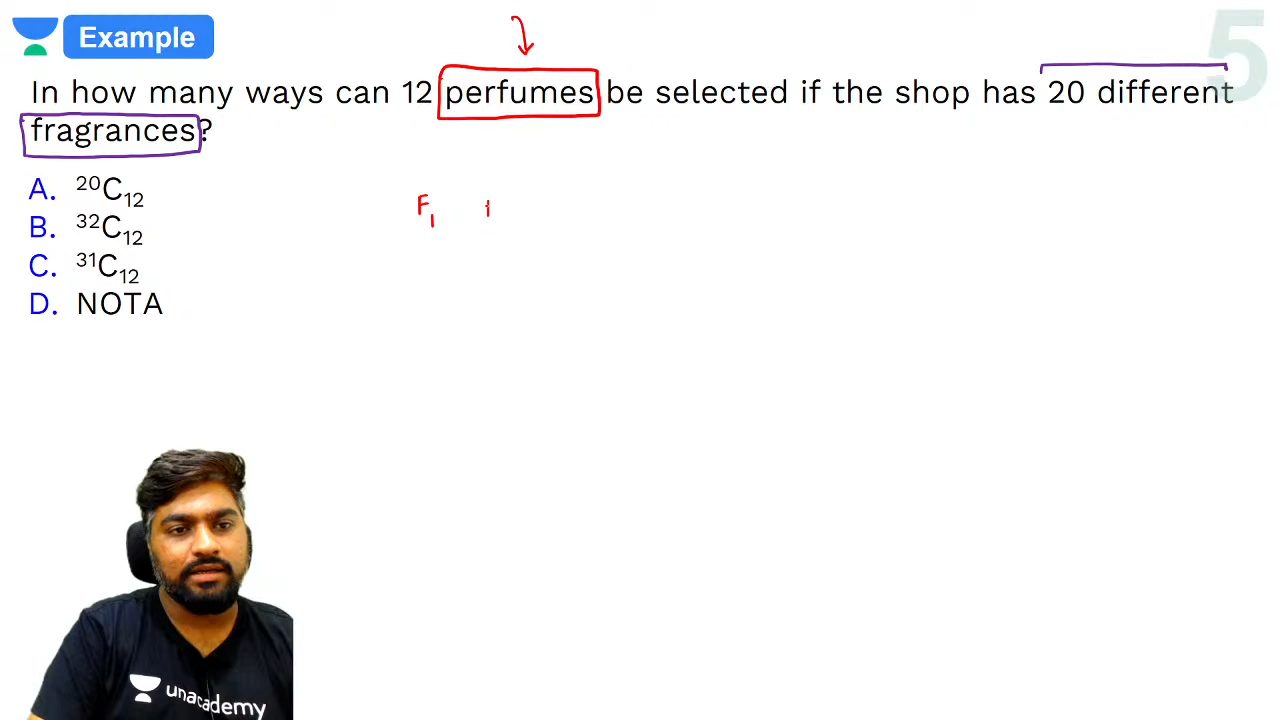 Example
5
In how many ways can 12 perfumes be selected if the shop has 20 different
fragrances?
A. ²⁰C₁₂
B. ³²C₁₂
C. ³¹C₁₂
D. NOTA
F₁
unacademy